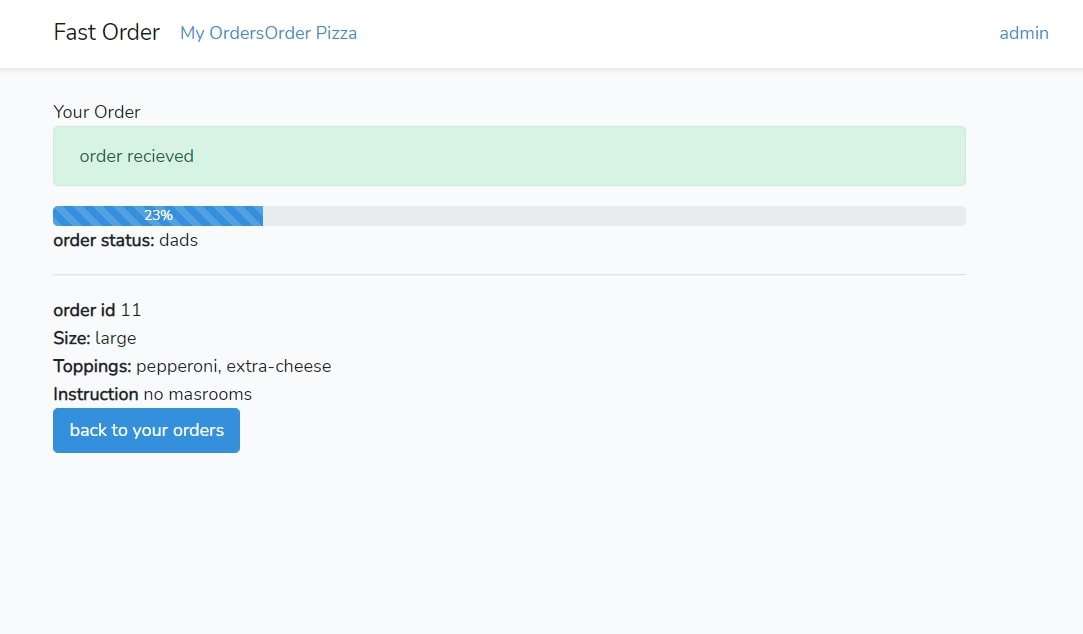 Fast Order My OrdersOrder Pizza admin
Your Order
order recieved
23%
order status: dads
order id 11
Size: large
Toppings: pepperoni, extra-cheese
Instruction no masrooms
back to your orders